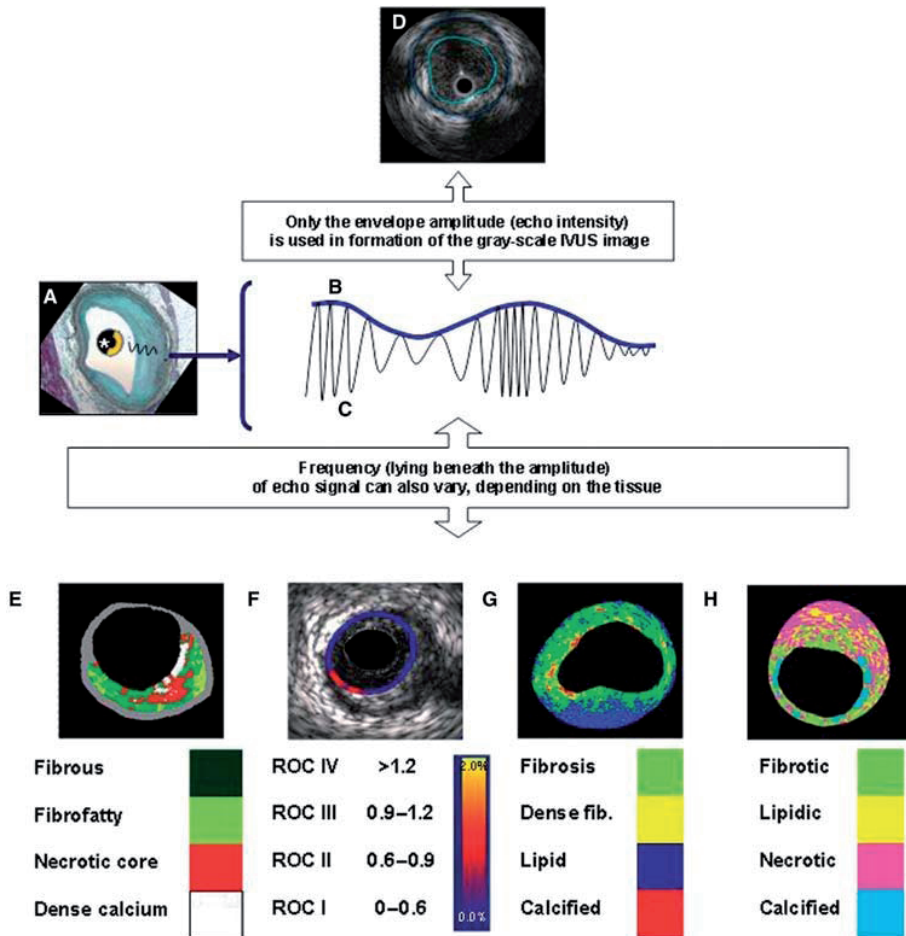 D
Only the envelope amplitude (echo intensity)
is used in formation of the gray-scale IVUS image
A
*
B
C
Frequency (lying beneath the amplitude)
of echo signal can also vary, depending on the tissue
E
F
G
H
Fibrous
Fibrofatty
Necrotic core
Dense calcium
ROC IV >1.2
ROC III 0.9–1.2
ROC II 0.6–0.9
ROC I 0–0.6
2.0%
0.0%
Fibrosis
Dense fib.
Lipid
Calcified
Fibrotic
Lipidic
Necrotic
Calcified